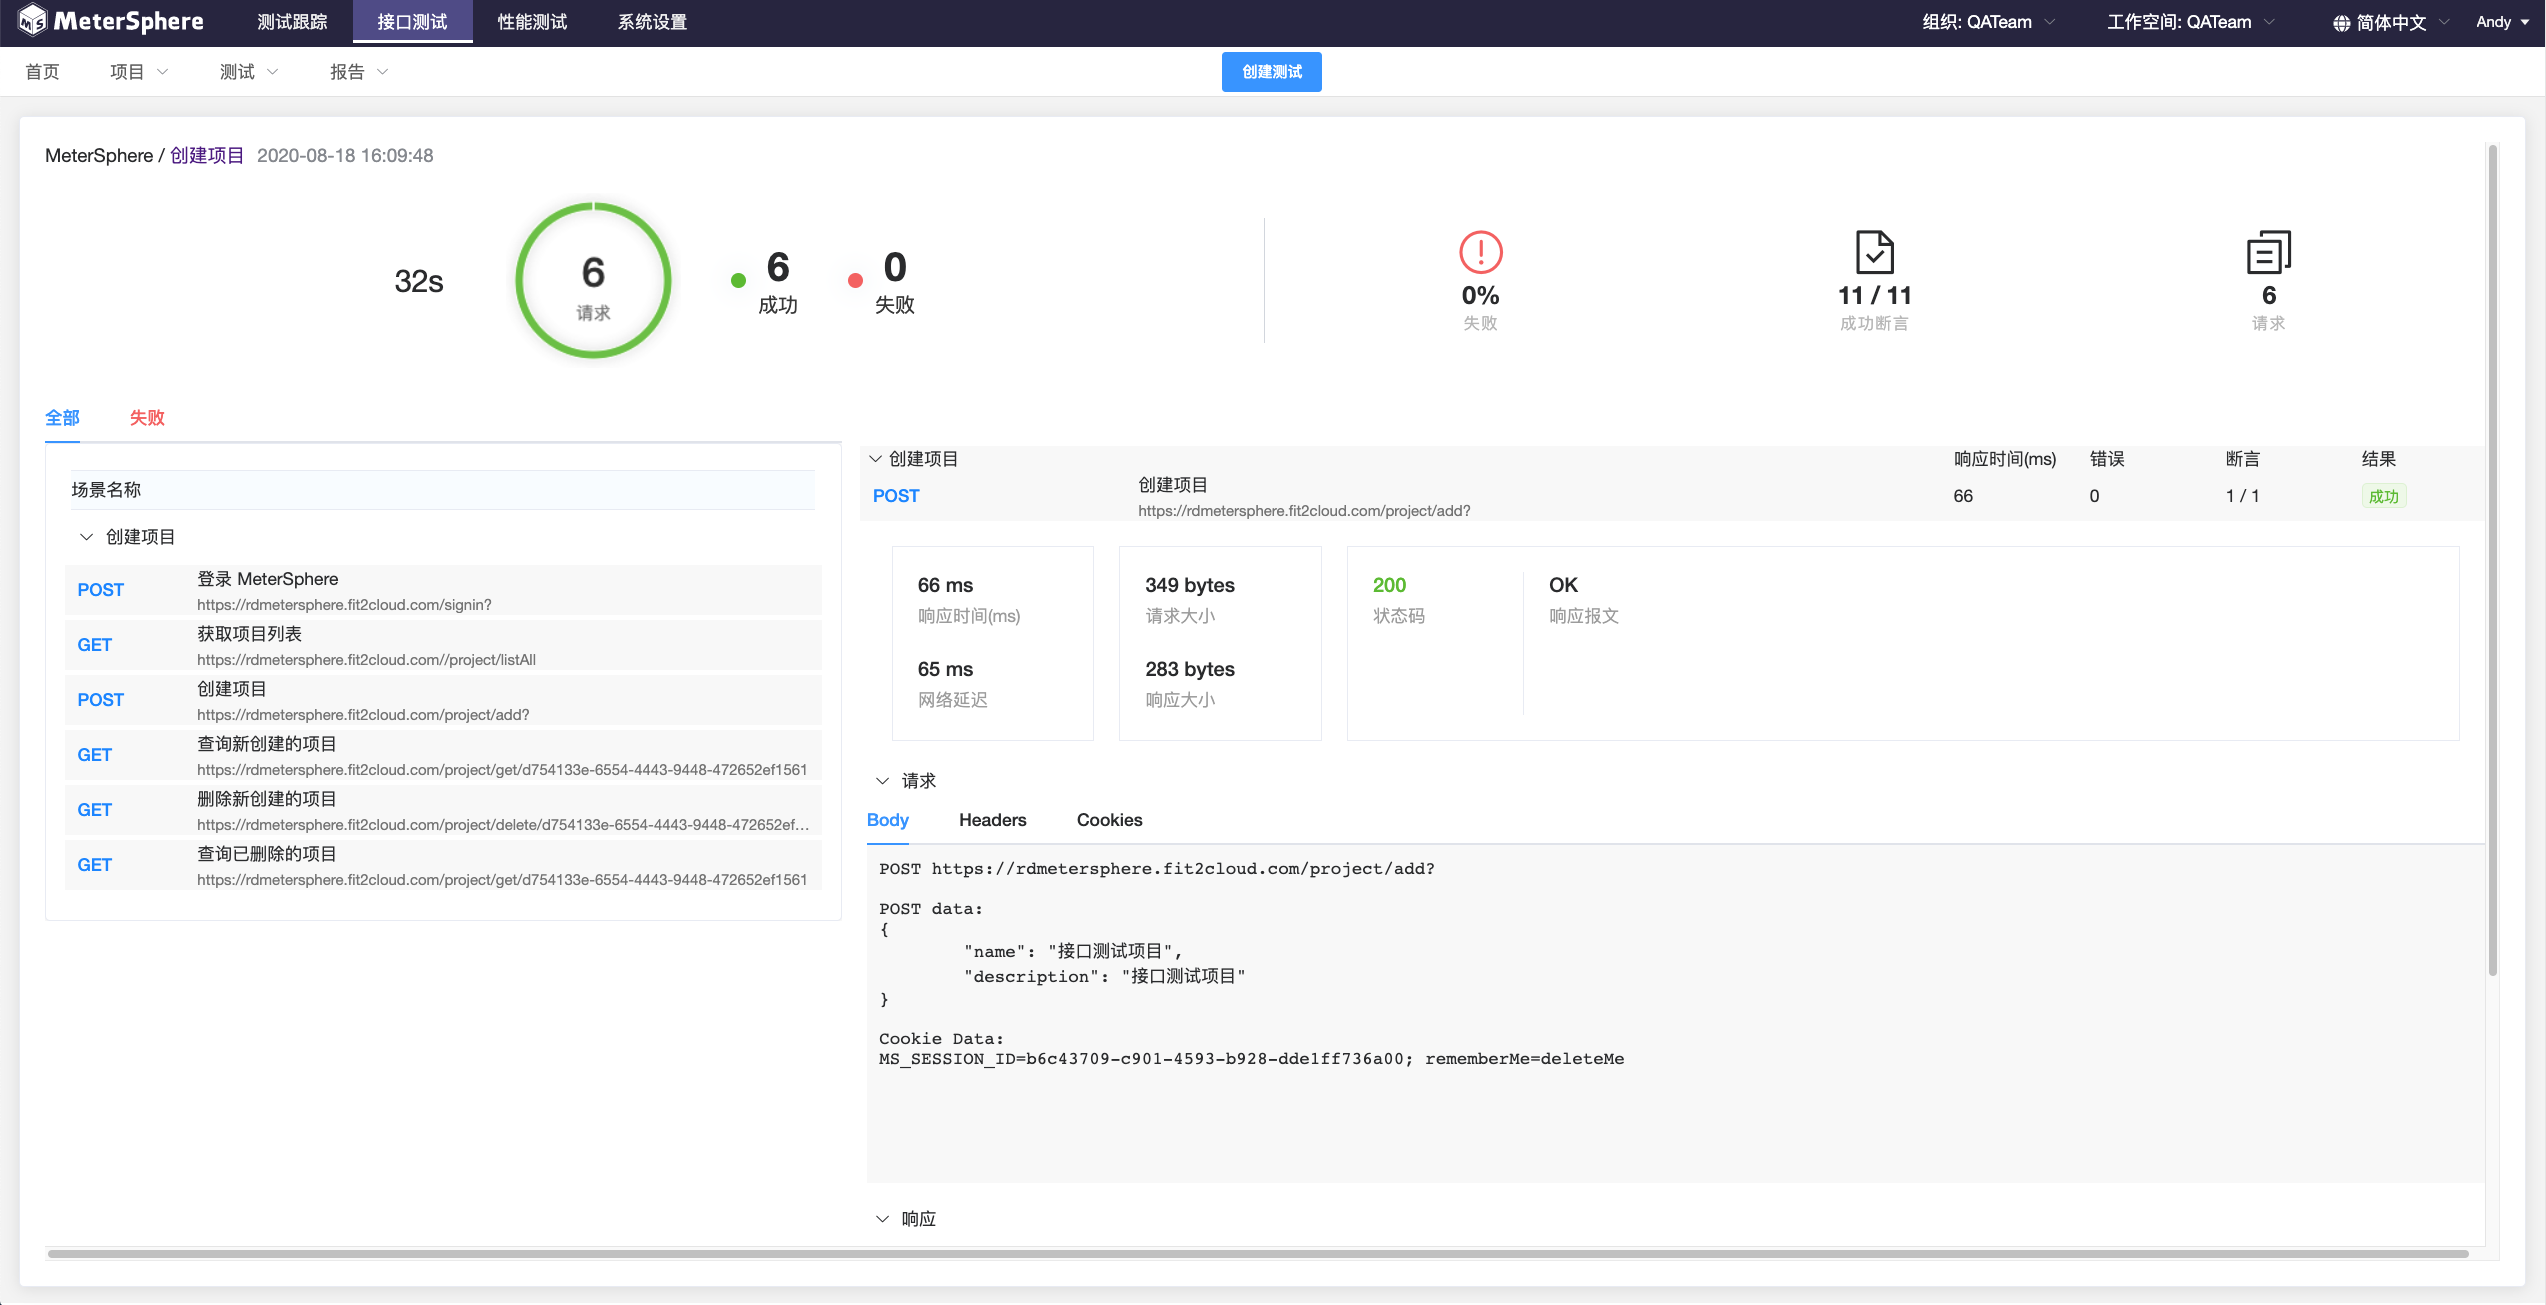 MeterSphere 测试跟踪 接口测试 性能测试 系统设置 组织: QATeam 工作空间: QATeam 简体中文 Andy
首页 项目 测试 报告 创建测试
MeterSphere / 创建项目 2020-08-18 16:09:48
32s
6
请求
6
成功
0
失败
0%
失败
11 / 11
成功断言
6
请求
全部 失败
场景名称
创建项目
POST
登录 MeterSphere
https://rdmetersphere.fit2cloud.com/signin?
GET
获取项目列表
https://rdmetersphere.fit2cloud.com//project/listAll
POST
创建项目
https://rdmetersphere.fit2cloud.com/project/add?
GET
查询新创建的项目
https://rdmetersphere.fit2cloud.com/project/get/d754133e-6554-4443-9448-472652ef1561
GET
删除新创建的项目
https://rdmetersphere.fit2cloud.com/project/delete/d754133e-6554-4443-9448-472652ef...
GET
查询已删除的项目
https://rdmetersphere.fit2cloud.com/project/get/d754133e-6554-4443-9448-472652ef1561
创建项目 响应时间(ms) 错误 断言 结果
POST
创建项目
https://rdmetersphere.fit2cloud.com/project/add?
66 0 1 / 1 成功
66 ms
响应时间(ms)
65 ms
网络延迟
349 bytes
请求大小
283 bytes
响应大小
200
状态码
OK
响应报文
请求
Body Headers Cookies
POST https://rdmetersphere.fit2cloud.com/project/add?
POST data:
{
"name": "接口测试项目",
"description": "接口测试项目"
}
Cookie Data:
MS_SESSION_ID=b6c43709-c901-4593-b928-dde1ff736a00; rememberMe=deleteMe
响应